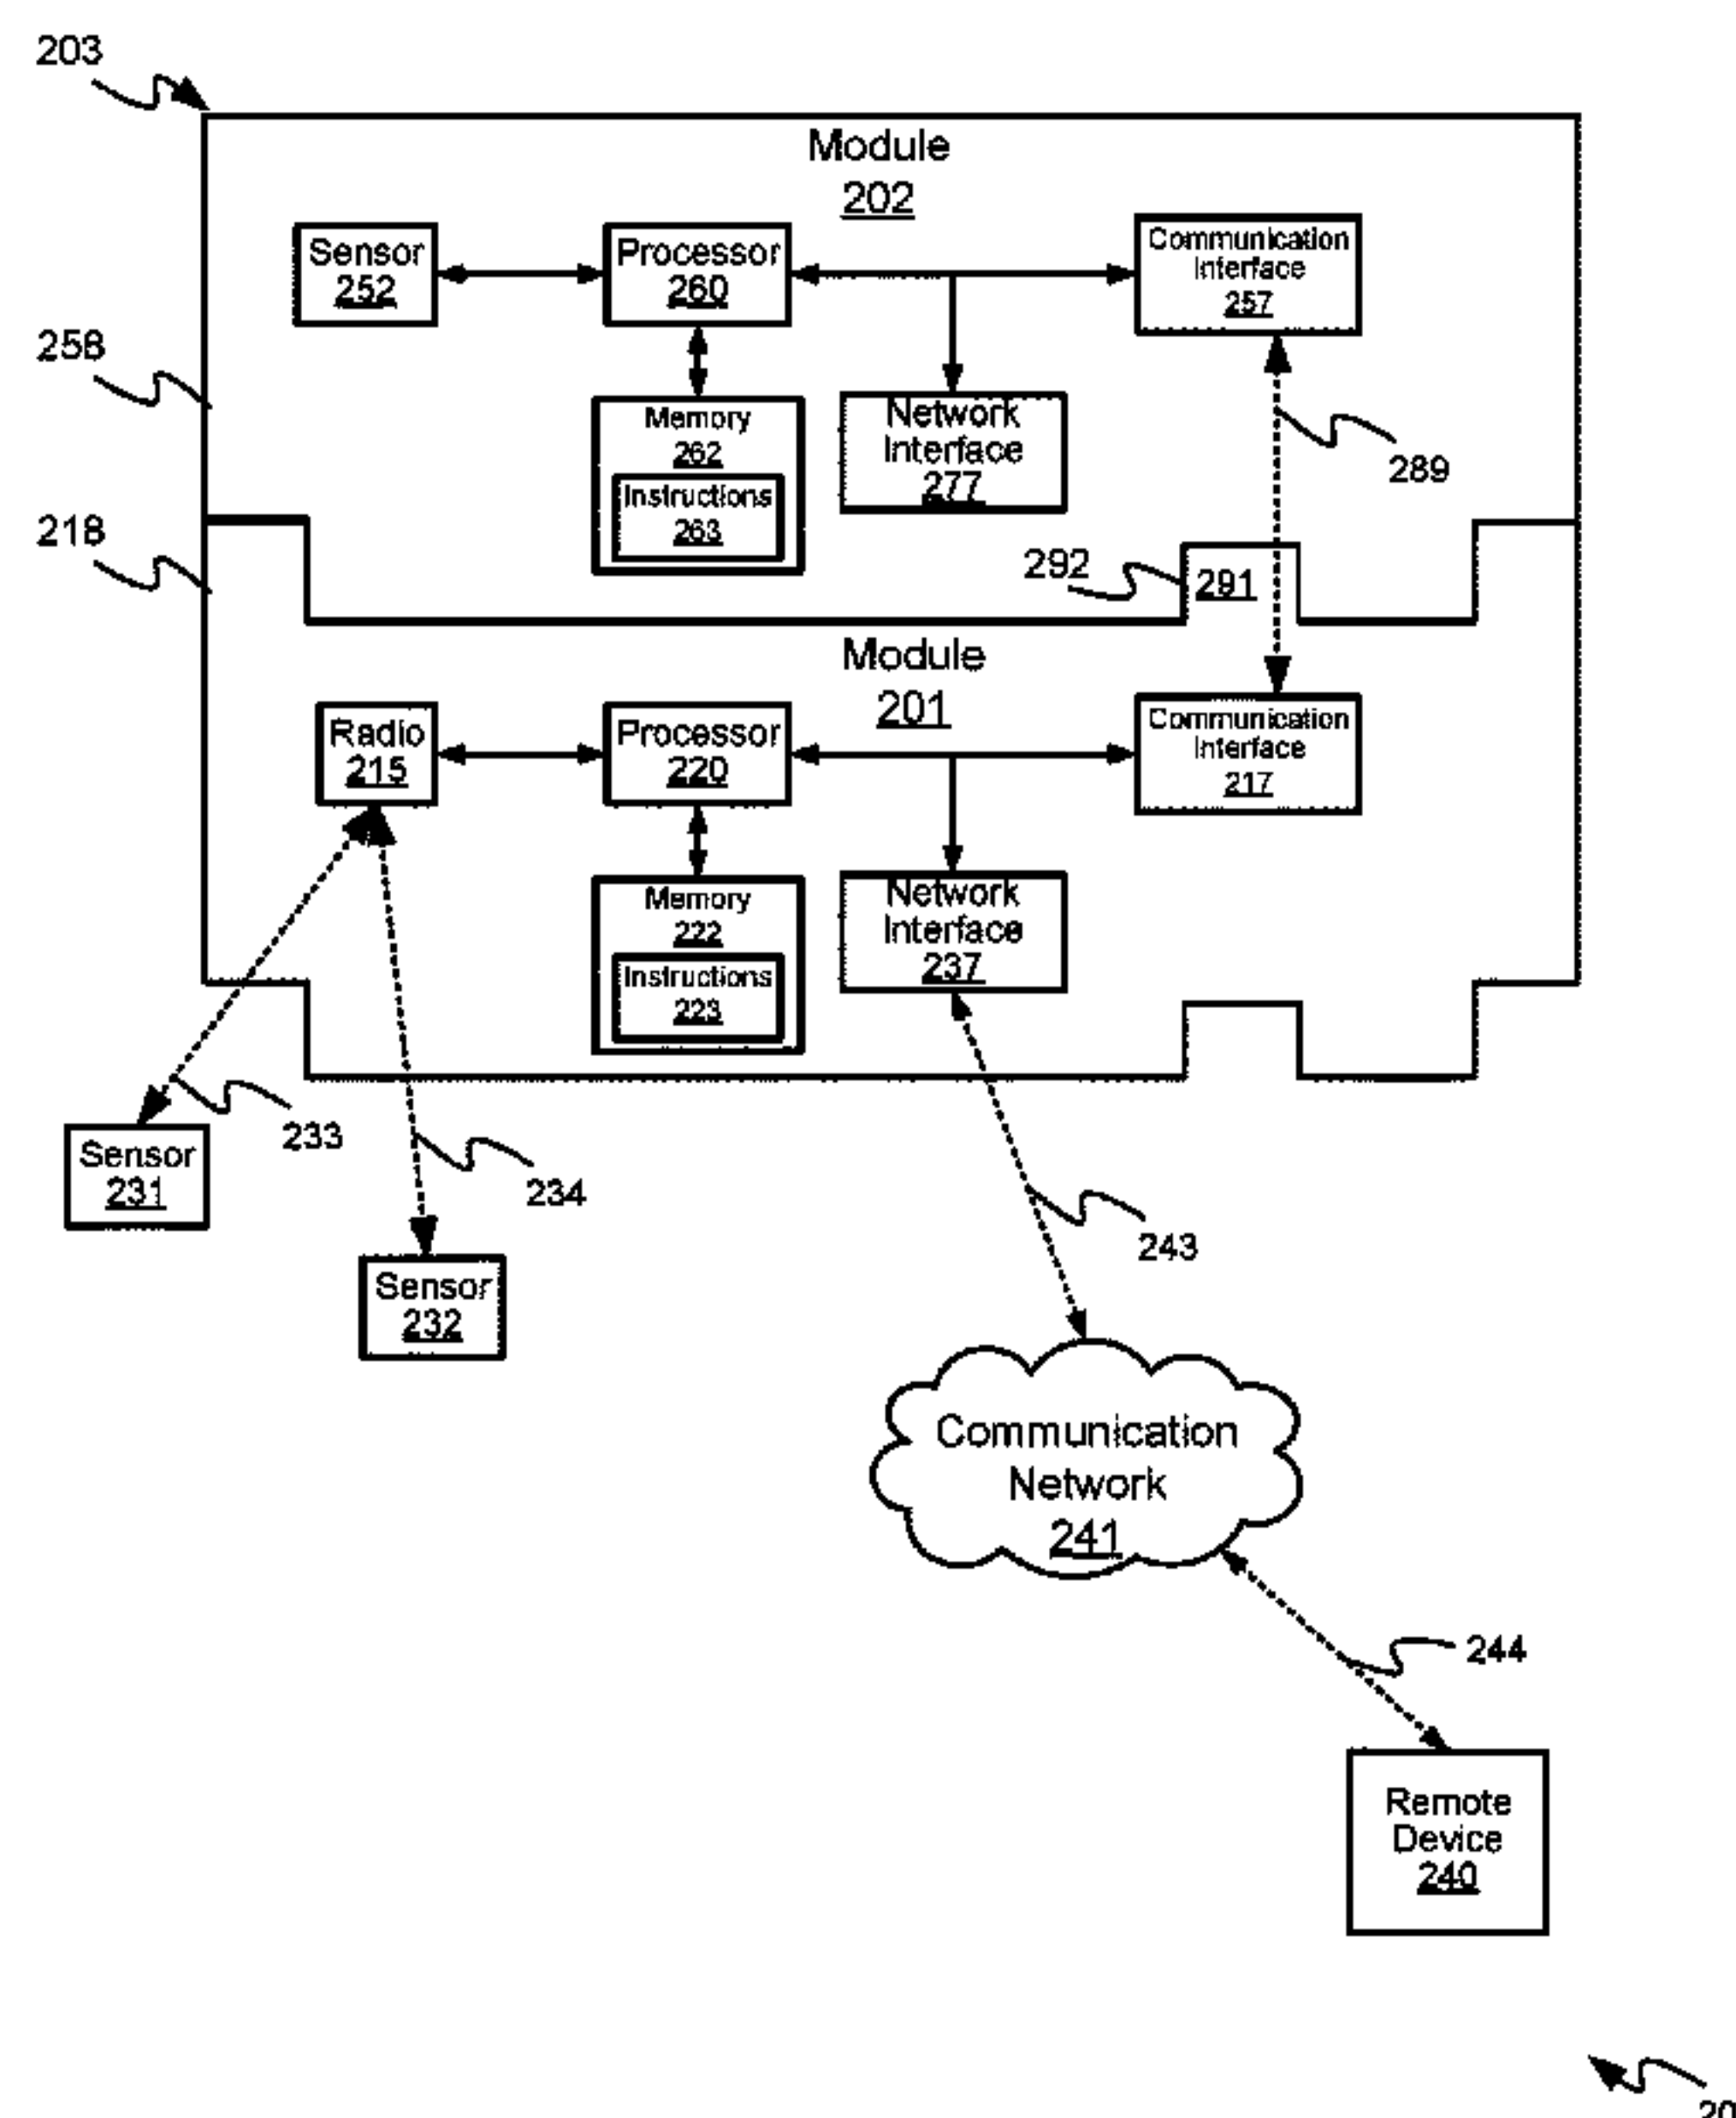 203
Module
202
Sensor
252
Processor
260
Communication
Interface
257
258
Memory
262
Instructions
263
Network
Interface
277
289
218
292
291
Module
201
Radio
215
Processor
220
Communication
Interface
217
Memory
222
Instructions
223
Network
Interface
237
233
Sensor
231
234
Sensor
232
243
Communication
Network
241
244
Remote
Device
240